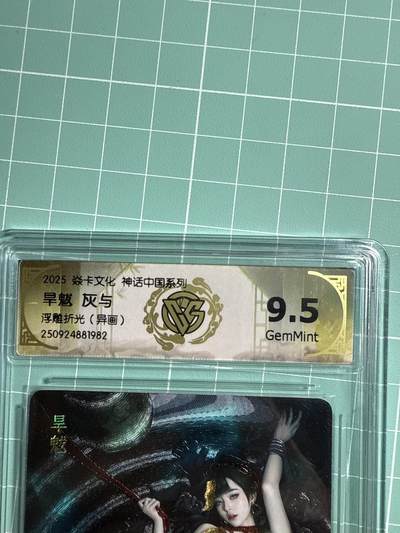 2025 焱卡文化 神话中国系列
旱魃 灰与
浮雕折光（异画）
250924881982
9.5
GemMint
旱魃